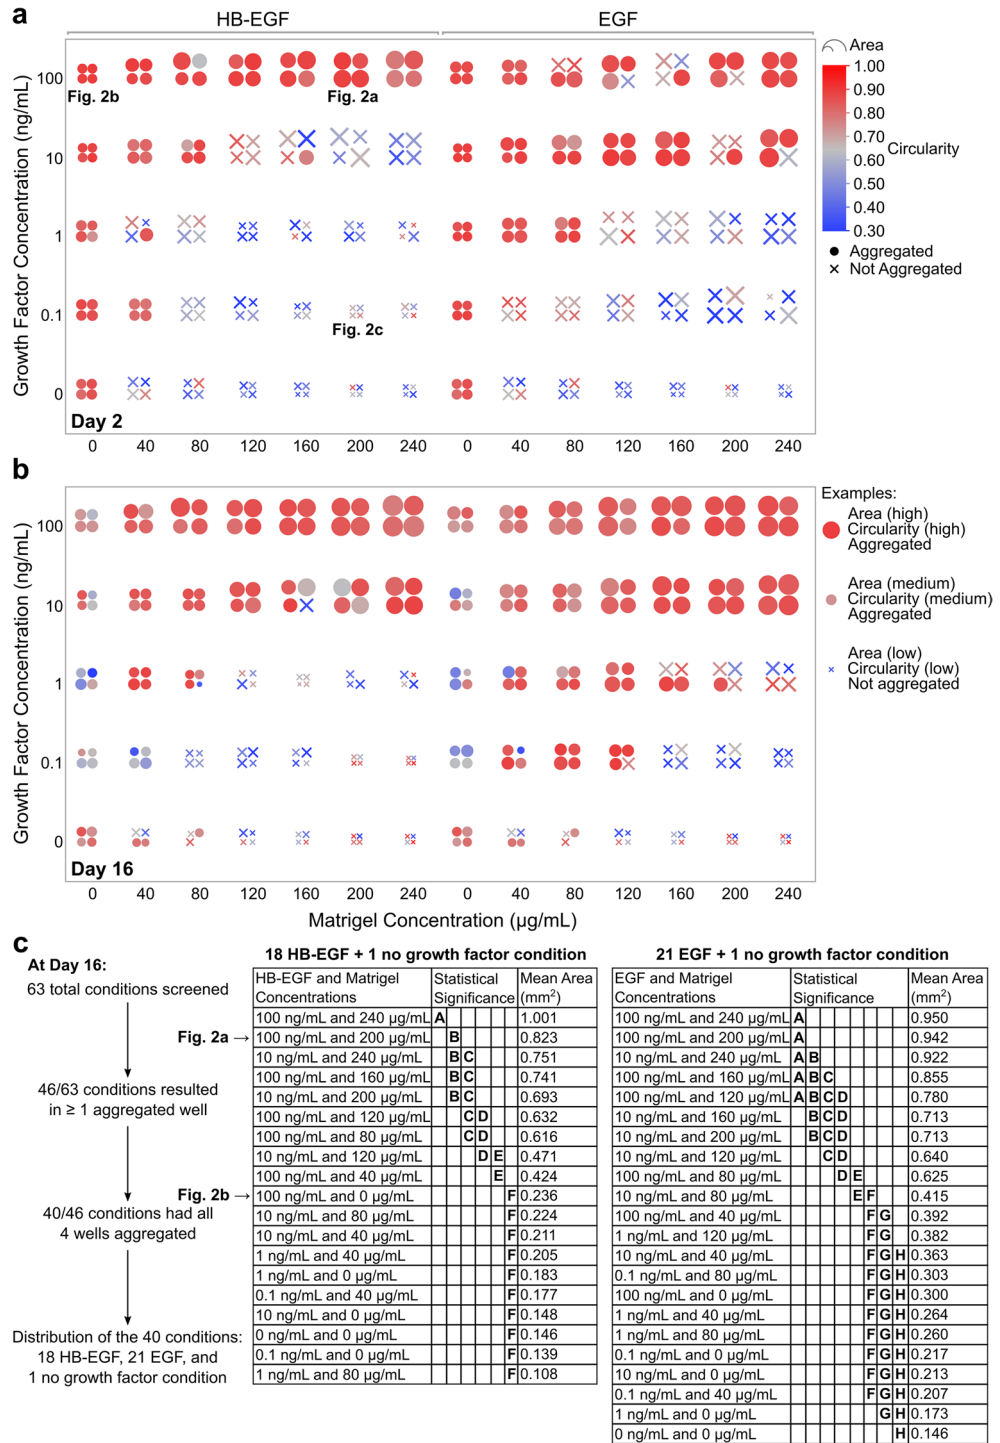 a
HB-EGF
EGF
Growth Factor Concentration (ng/mL)
100
10
1
0.1
0
Fig. 2b
Fig. 2a
Fig. 2c
Day 2
0 40 80 120 160 200 240 0 40 80 120 160 200 240
Area
1.00
0.90
0.80
0.70
0.60
0.50
0.40
0.30
Circularity
Aggregated
Not Aggregated
b
Growth Factor Concentration (ng/mL)
100
10
1
0.1
0
Day 16
0 40 80 120 160 200 240 0 40 80 120 160 200 240
Matrigel Concentration (µg/mL)
Examples:
Area (high)
Circularity (high)
Aggregated
Area (medium)
Circularity (medium)
Aggregated
Area (low)
Circularity (low)
Not aggregated
c
At Day 16:
63 total conditions screened
46/63 conditions resulted
in ≥ 1 aggregated well
40/46 conditions had all
4 wells aggregated
Distribution of the 40 conditions:
18 HB-EGF, 21 EGF, and
1 no growth factor condition
Fig. 2a →
Fig. 2b →
18 HB-EGF + 1 no growth factor condition
HB-EGF and Matrigel Concentrations Statistical Significance Mean Area (mm²)
100 ng/mL and 240 µg/mL A 1.001
100 ng/mL and 200 µg/mL B 0.823
10 ng/mL and 240 µg/mL B C 0.751
100 ng/mL and 160 µg/mL B C 0.741
10 ng/mL and 200 µg/mL B C 0.693
100 ng/mL and 120 µg/mL C D 0.632
100 ng/mL and 80 µg/mL C D 0.616
10 ng/mL and 120 µg/mL D E 0.471
100 ng/mL and 40 µg/mL E 0.424
100 ng/mL and 0 µg/mL F 0.236
10 ng/mL and 80 µg/mL F 0.224
10 ng/mL and 40 µg/mL F 0.211
1 ng/mL and 40 µg/mL F 0.205
1 ng/mL and 0 µg/mL F 0.183
0.1 ng/mL and 40 µg/mL F 0.177
10 ng/mL and 0 µg/mL F 0.148
0 ng/mL and 0 µg/mL F 0.146
0.1 ng/mL and 0 µg/mL F 0.139
1 ng/mL and 80 µg/mL F 0.108
21 EGF + 1 no growth factor condition
EGF and Matrigel Concentrations Statistical Significance Mean Area (mm²)
100 ng/mL and 240 µg/mL A 0.950
100 ng/mL and 200 µg/mL A 0.942
10 ng/mL and 240 µg/mL A B 0.922
100 ng/mL and 160 µg/mL A B C 0.855
100 ng/mL and 120 µg/mL A B C D 0.780
10 ng/mL and 160 µg/mL B C D 0.713
10 ng/mL and 200 µg/mL B C D 0.713
10 ng/mL and 120 µg/mL C D 0.640
100 ng/mL and 80 µg/mL D E 0.625
10 ng/mL and 80 µg/mL E F 0.415
100 ng/mL and 40 µg/mL F G 0.392
1 ng/mL and 120 µg/mL F G 0.382
10 ng/mL and 40 µg/mL F G H 0.363
0.1 ng/mL and 80 µg/mL F G H 0.303
100 ng/mL and 0 µg/mL F G H 0.300
1 ng/mL and 40 µg/mL F G H 0.264
1 ng/mL and 80 µg/mL F G H 0.260
0.1 ng/mL and 0 µg/mL F G H 0.217
10 ng/mL and 0 µg/mL F G H 0.213
0.1 ng/mL and 40 µg/mL F G H 0.207
1 ng/mL and 0 µg/mL G H 0.173
0 ng/mL and 0 µg/mL H 0.146